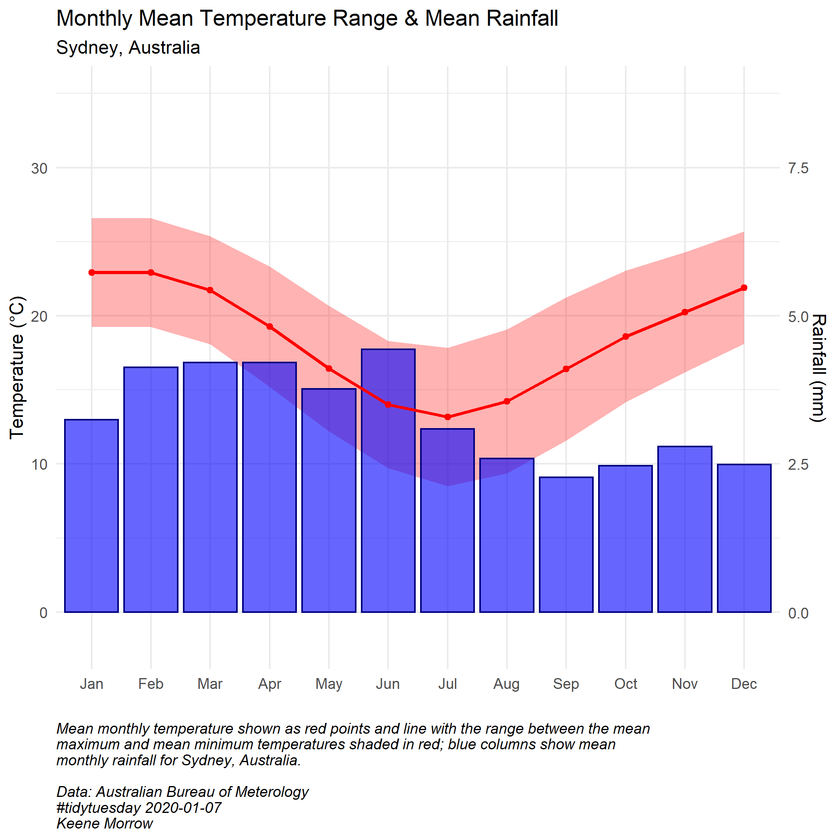 Monthly Mean Temperature Range & Mean Rainfall
Sydney, Australia
Temperature (°C)
30
20
10
0
7.5
5.0
2.5
0.0
Rainfall (mm)
Jan Feb Mar Apr May Jun Jul Aug Sep Oct Nov Dec
Mean monthly temperature shown as red points and line with the range between the mean
maximum and mean minimum temperatures shaded in red; blue columns show mean
monthly rainfall for Sydney, Australia.
Data: Australian Bureau of Meterology
#tidytuesday 2020-01-07
Keene Morrow